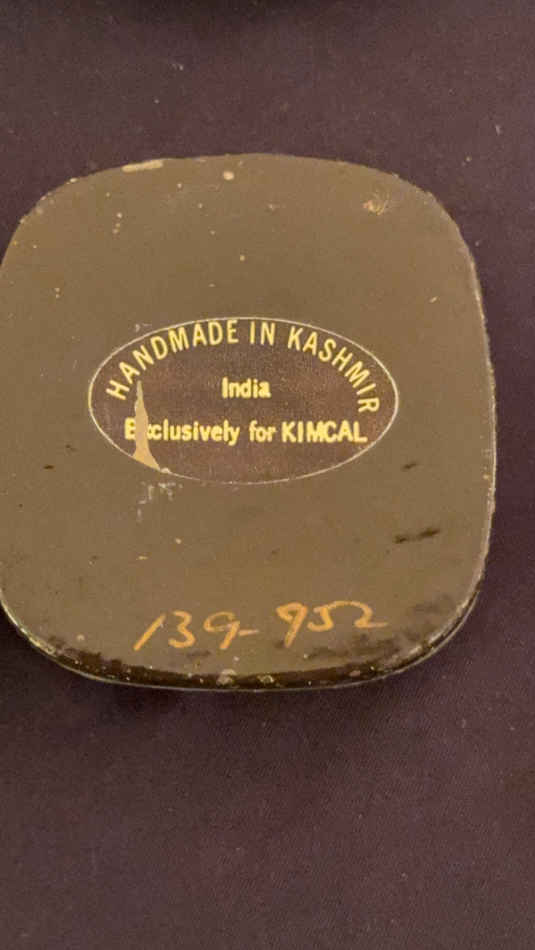 HANDMADE IN KASHMIR
India
Exclusively for KIMCAL
139-952